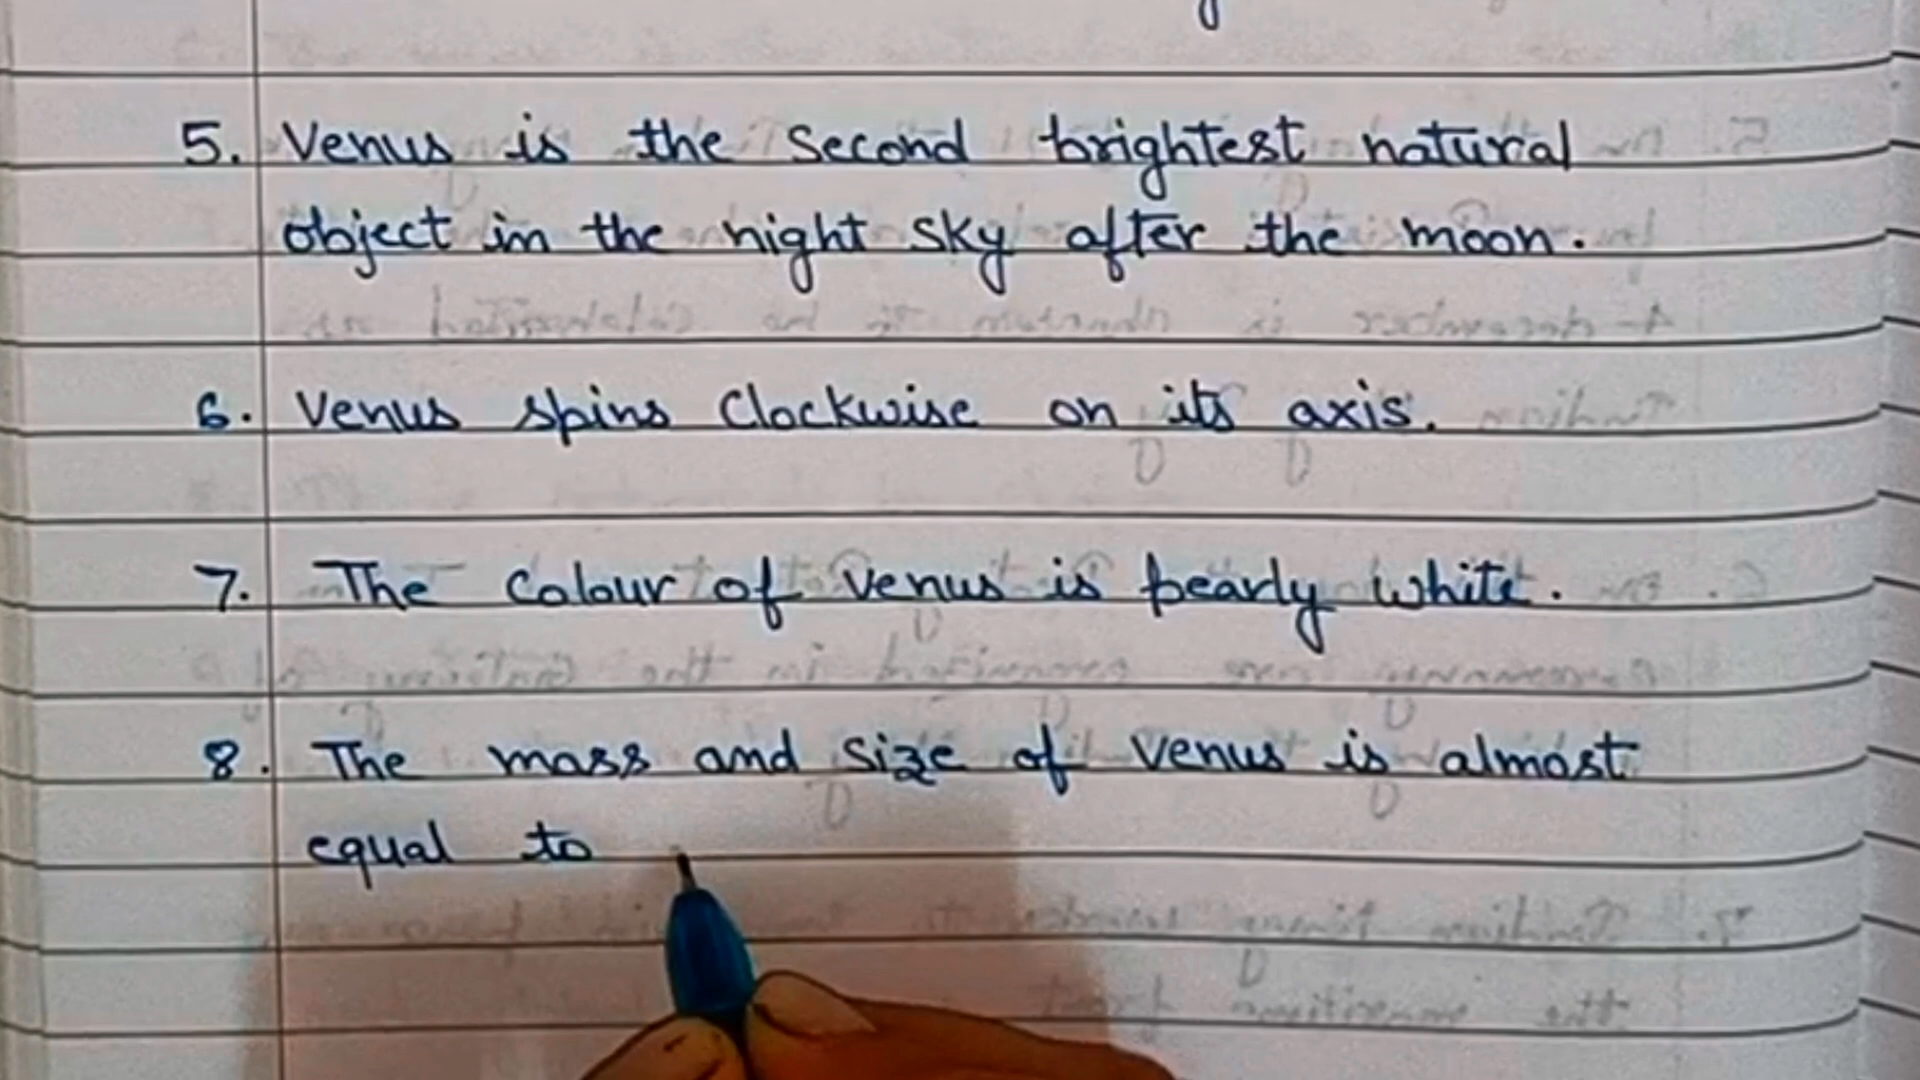 5. Venus is the Second brightest natural
object in the night sky after the moon.
6. Venus spins Clockwise on its axis.
7. The Colour of Venus is pearly white.
8. The mass and size of Venus is almost
equal to